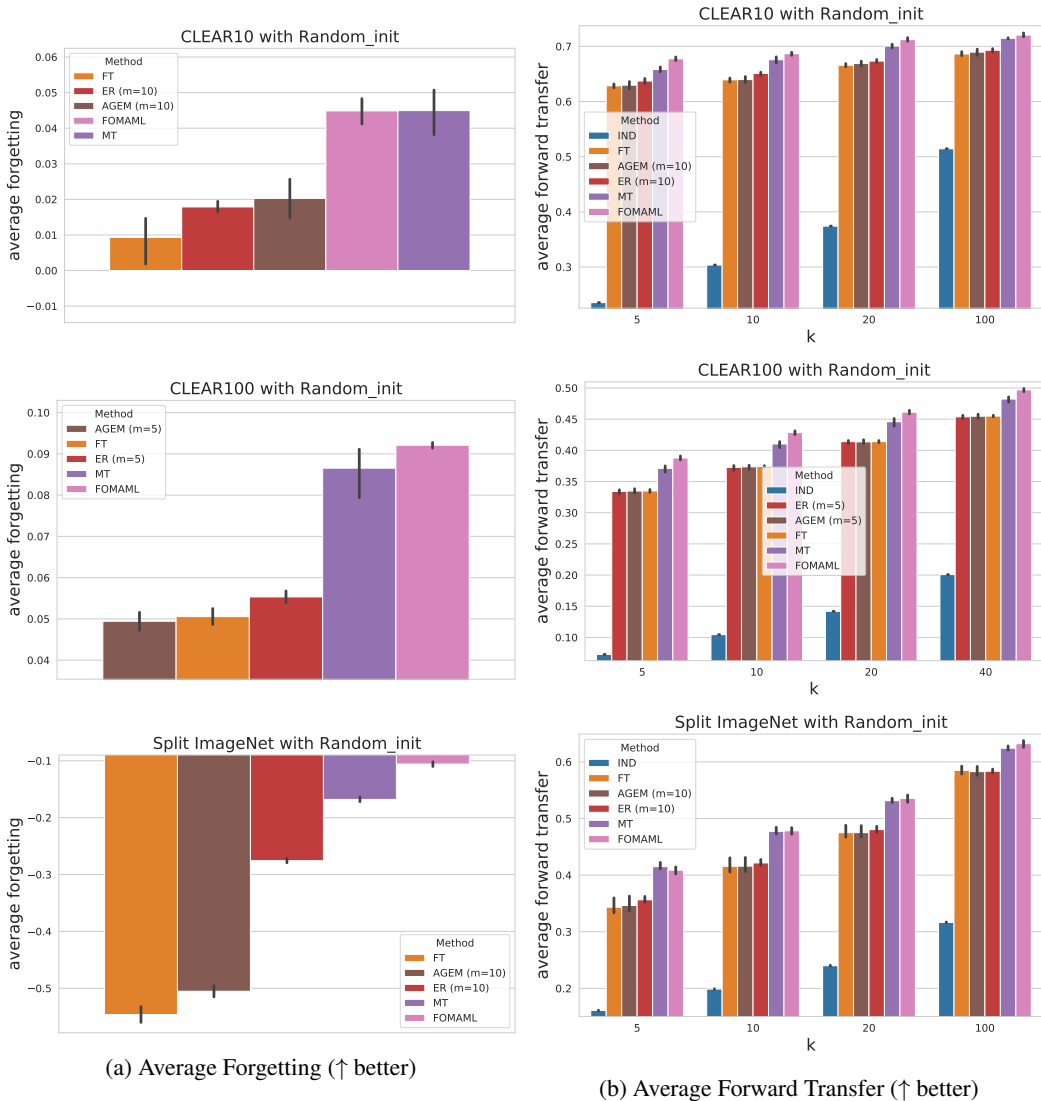 CLEAR10 with Random_init
average forgetting
0.06
0.05
0.04
0.03
0.02
0.01
0.00
−0.01
Method
FT
ER (m=10)
AGEM (m=10)
FOMAML
MT
CLEAR10 with Random_init
average forward transfer
0.7
0.6
0.5
0.4
0.3
Method
IND
FT
AGEM (m=10)
ER (m=10)
MT
FOMAML
5 10 20 100
k
CLEAR100 with Random_init
average forgetting
0.10
0.09
0.08
0.07
0.06
0.05
0.04
Method
AGEM (m=5)
FT
ER (m=5)
MT
FOMAML
CLEAR100 with Random_init
average forward transfer
0.50
0.45
0.40
0.35
0.30
0.25
0.20
0.15
0.10
Method
IND
ER (m=5)
AGEM (m=5)
FT
MT
FOMAML
5 10 20 40
k
Split ImageNet with Random_init
average forgetting
−0.1
−0.2
−0.3
−0.4
−0.5
Method
FT
AGEM (m=10)
ER (m=10)
MT
FOMAML
Split ImageNet with Random_init
average forward transfer
0.6
0.5
0.4
0.3
0.2
Method
IND
FT
AGEM (m=10)
ER (m=10)
MT
FOMAML
5 10 20 100
k
(a) Average Forgetting (↑ better)
(b) Average Forward Transfer (↑ better)